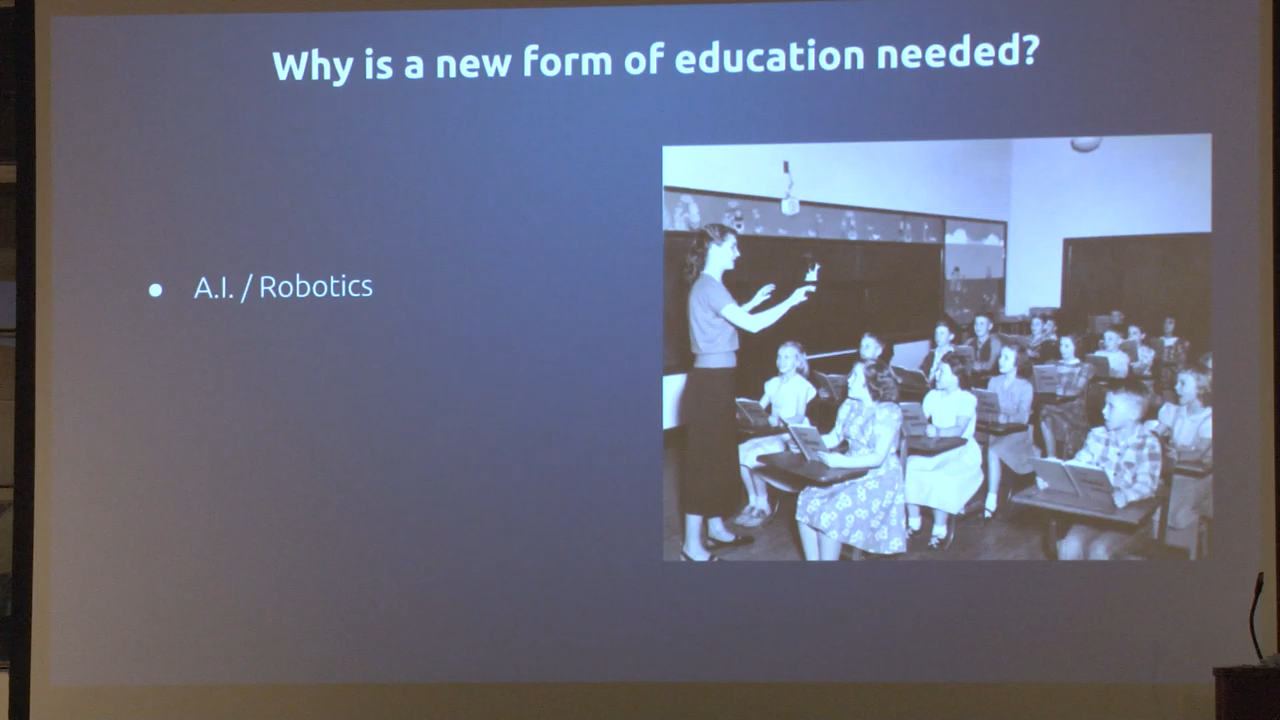 Why is a new form of education needed?
● A.I. / Robotics